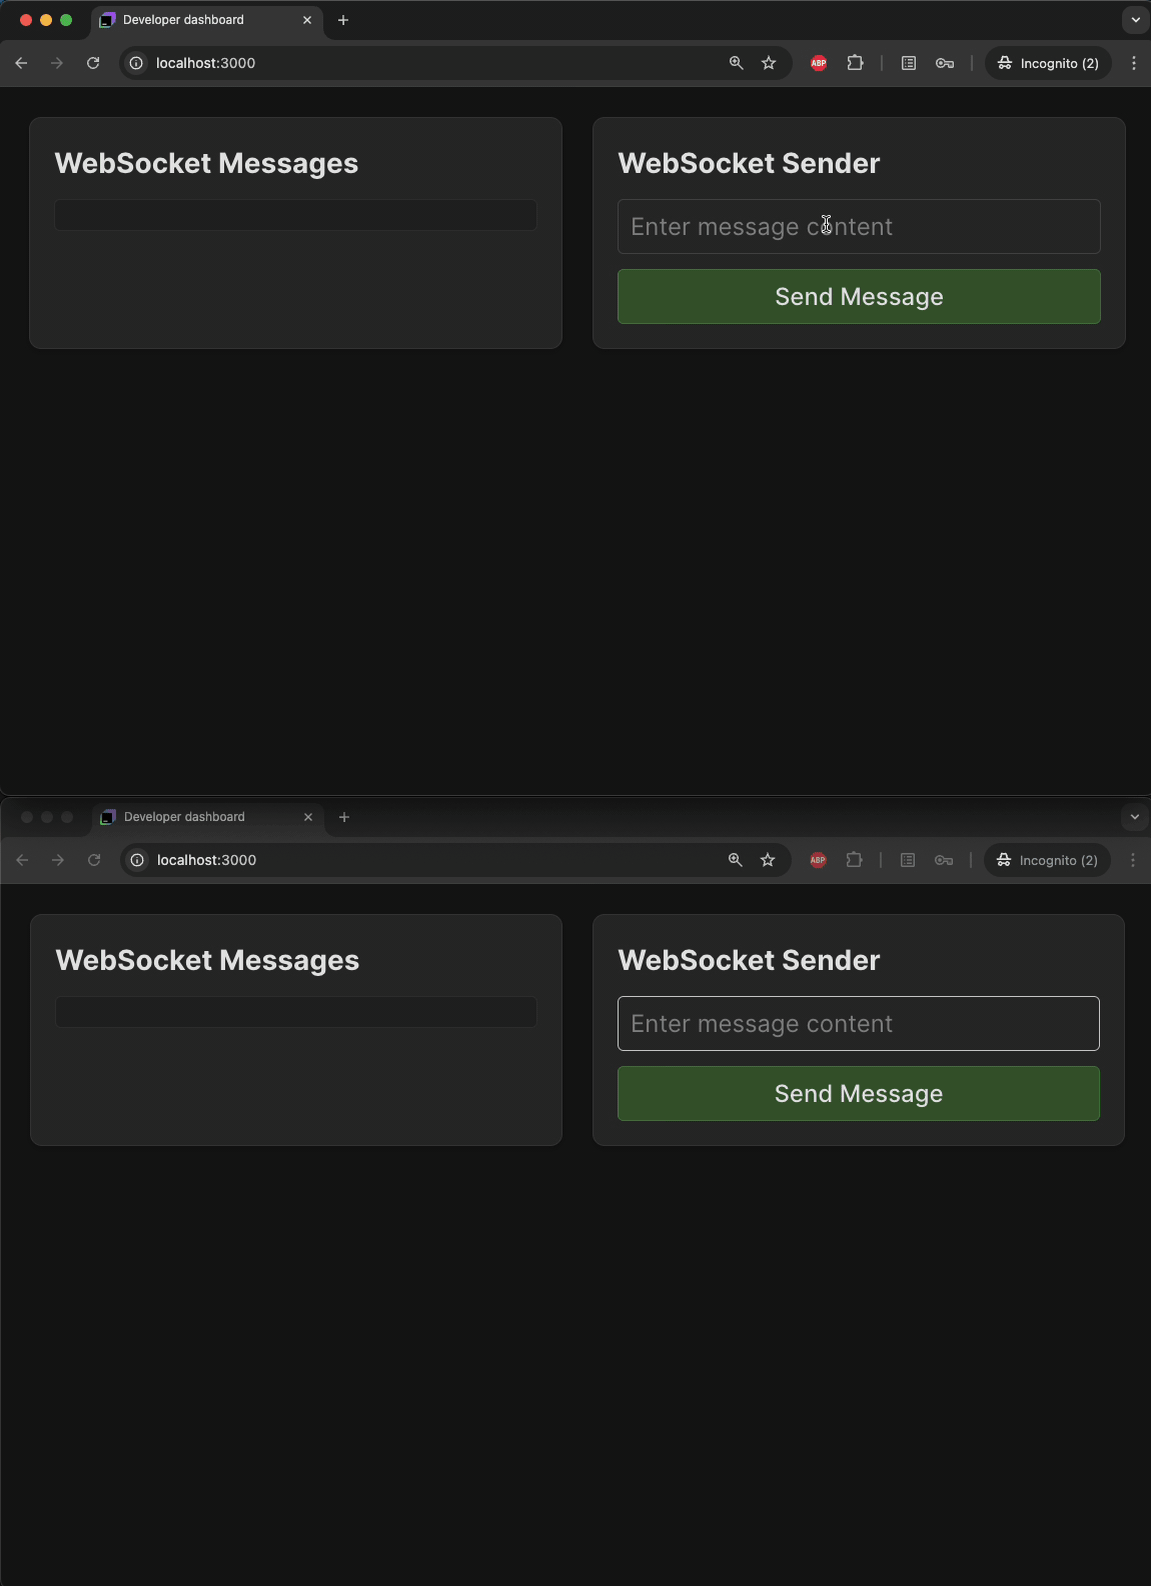 Developer dashboard
localhost:3000
ABP
Incognito (2)
WebSocket Messages
WebSocket Sender
Enter message content
Send Message
Developer dashboard
localhost:3000
ABP
Incognito (2)
WebSocket Messages
WebSocket Sender
Enter message content
Send Message